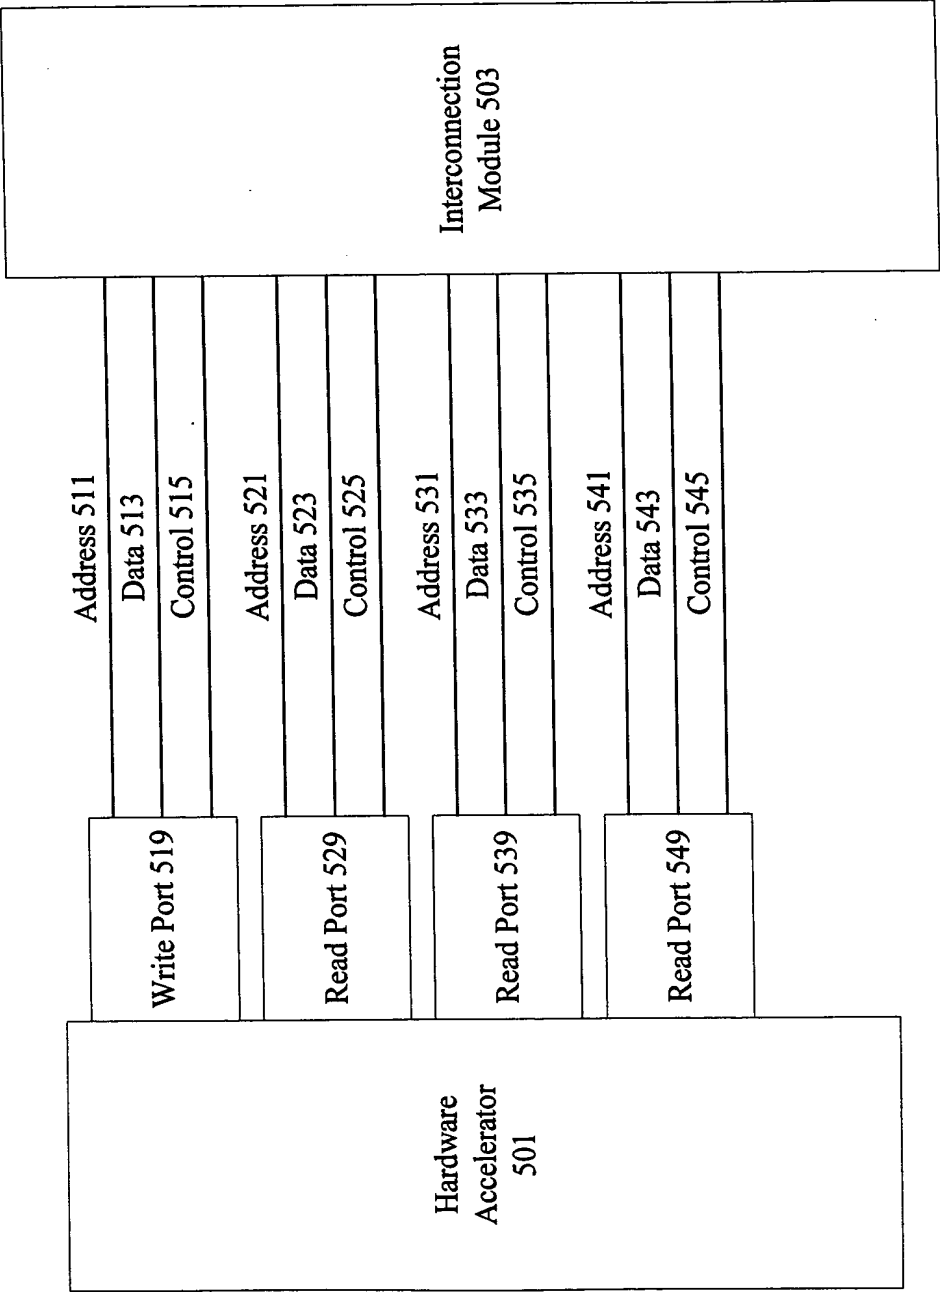 Hardware
Accelerator
501
Write Port 519
Read Port 529
Read Port 539
Read Port 549
Address 511
Data 513
Control 515
Address 521
Data 523
Control 525
Address 531
Data 533
Control 535
Address 541
Data 543
Control 545
Interconnection
Module 503